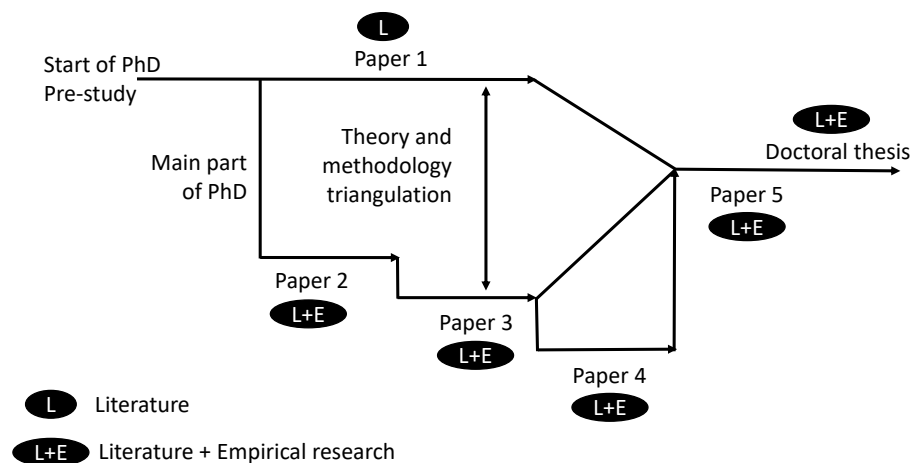 L
Paper 1
Start of PhD
Pre-study
Main part
of PhD
Theory and
methodology
triangulation
L+E
Doctoral thesis
Paper 5
L+E
Paper 2
L+E
Paper 3
L+E
Paper 4
L+E
L Literature
L+E Literature + Empirical research